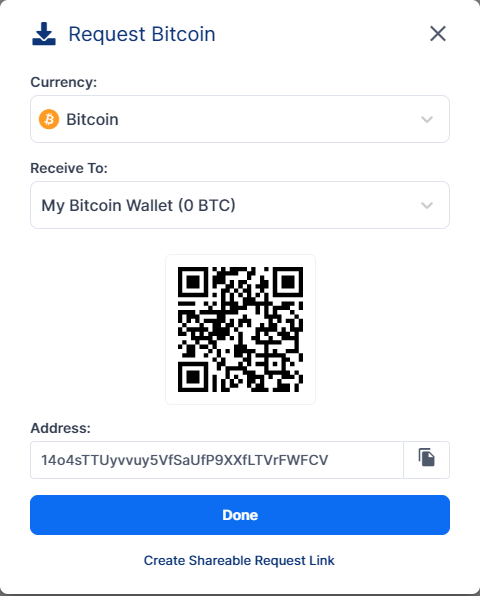 Request Bitcoin
Currency:
Bitcoin
Receive To:
My Bitcoin Wallet (0 BTC)
Address:
14o4sTTUyvvuy5VfSaUfP9XXfLTVrFWFCV
Done
Create Shareable Request Link